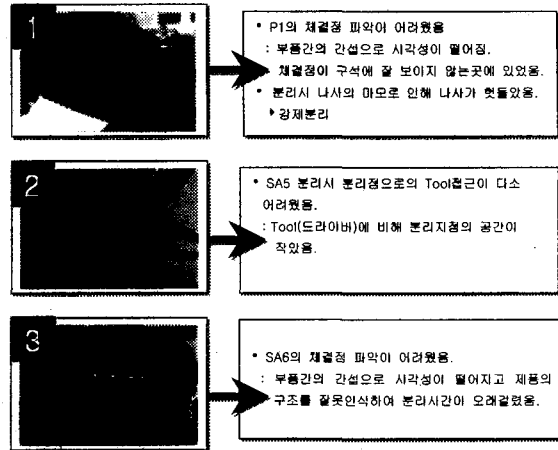 1
• P1의 체결점 파악이 어려웠음
: 부품간의 간섭으로 시각성이 떨어짐.
체결점이 구석에 잘 보이지 않는곳에 있었음.
• 분리시 나사의 마모로 인해 나사가 헛돌았음.
▶강제분리
2
• SA5 분리시 분리점으로의 Tool접근이 다소
어려웠음.
: Tool(드라이버)에 비해 분리지점의 공간이
작았음.
3
• SA6의 체결점 파악이 어려웠음.
: 부품간의 간섭으로 시각성이 떨어지고 제품의
구조를 잘못인식하여 분리시간이 오래걸렸음.